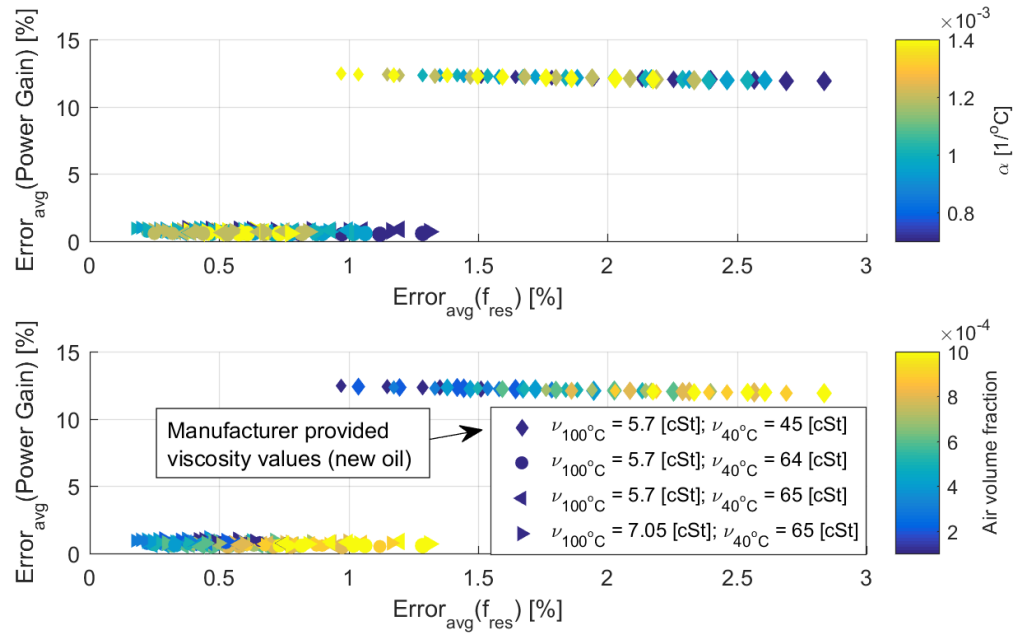 ×10⁻³
Error_avg(Power Gain) [%]
15
10
5
0
0 0.5 1 1.5 2 2.5 3
Error_avg(f_res) [%]
1.4
1.2
1
0.8
α [1/°C]
×10⁻⁴
Error_avg(Power Gain) [%]
15
10
5
0
Manufacturer provided
viscosity values (new oil)
ν_100°C = 5.7 [cSt]; ν_40°C = 45 [cSt]
ν_100°C = 5.7 [cSt]; ν_40°C = 64 [cSt]
ν_100°C = 5.7 [cSt]; ν_40°C = 65 [cSt]
ν_100°C = 7.05 [cSt]; ν_40°C = 65 [cSt]
0 0.5 1 1.5 2 2.5 3
Error_avg(f_res) [%]
10
8
6
4
2
Air volume fraction